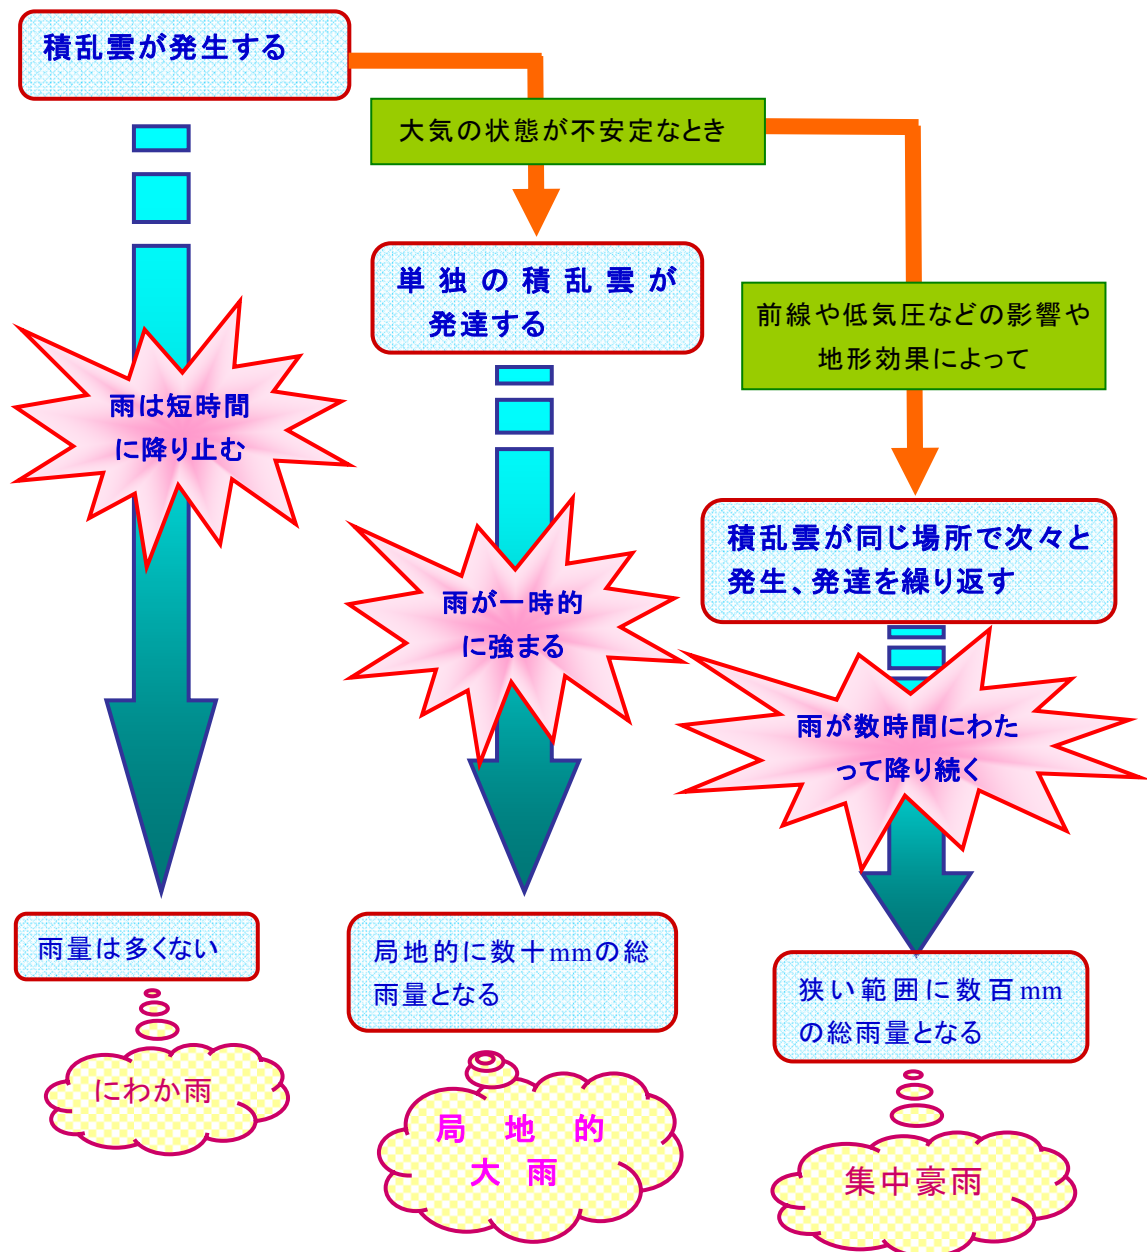 積乱雲が発生する
大気の状態が不安定なとき
単独の積乱雲が
発達する
前線や低気圧などの影響や
地形効果によって
雨は短時間
に降り止む
積乱雲が同じ場所で次々と
発生、発達を繰り返す
雨が一時的
に強まる
雨が数時間にわた
って降り続く
雨量は多くない
局地的に数十mmの総
雨量となる
狭い範囲に数百mm
の総雨量となる
にわか雨
局地的
大雨
集中豪雨